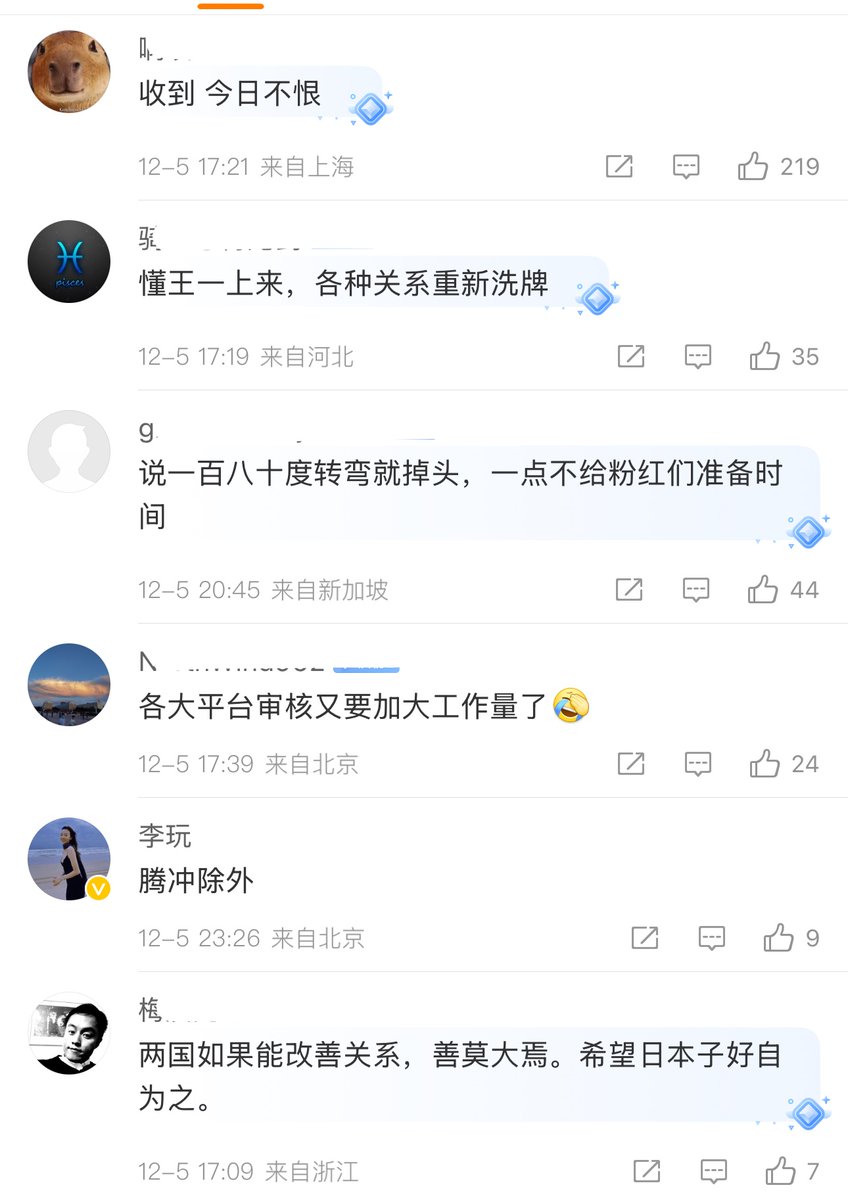 收到 今日不恨
12-5 17:21 来自上海
219
懂王一上来，各种关系重新洗牌
12-5 17:19 来自河北
35
g
说一百八十度转弯就掉头，一点不给粉红们准备时
间
12-5 20:45 来自新加坡
44
N
各大平台审核又要加大工作量了
12-5 17:39 来自北京
24
李玩
腾冲除外
12-5 23:26 来自北京
9
梅
两国如果能改善关系，善莫大焉。希望日本子好自
为之。
12-5 17:09 来自浙江
7
pisces